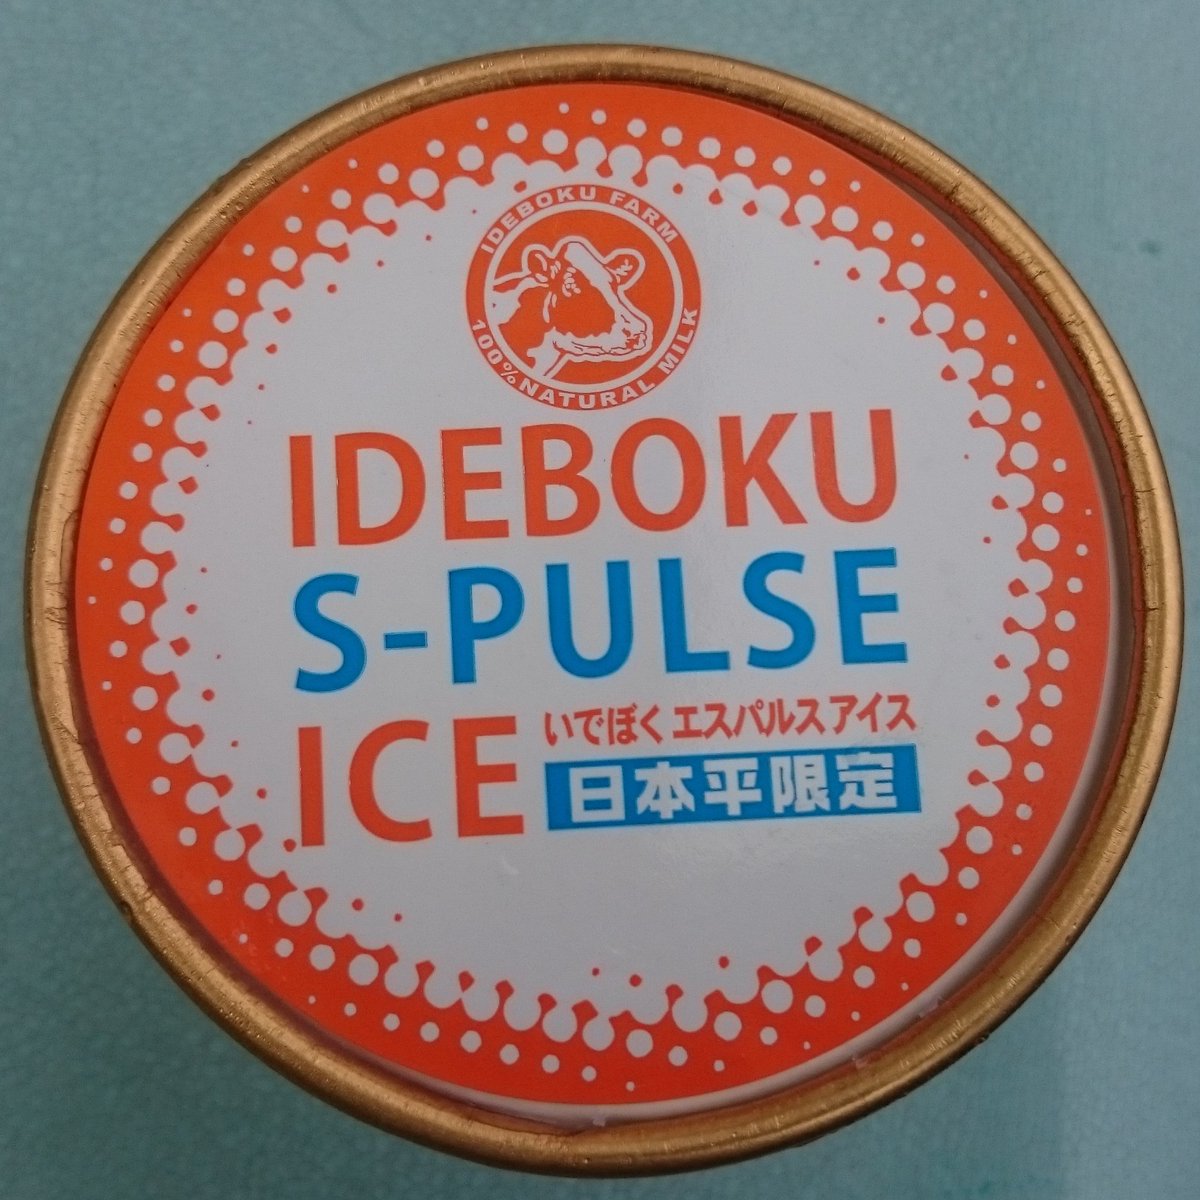 IDEBOKU FARM
100% NATURAL MILK
IDEBOKU
S-PULSE
ICE
いでぼく エスパルスアイス
日本平限定